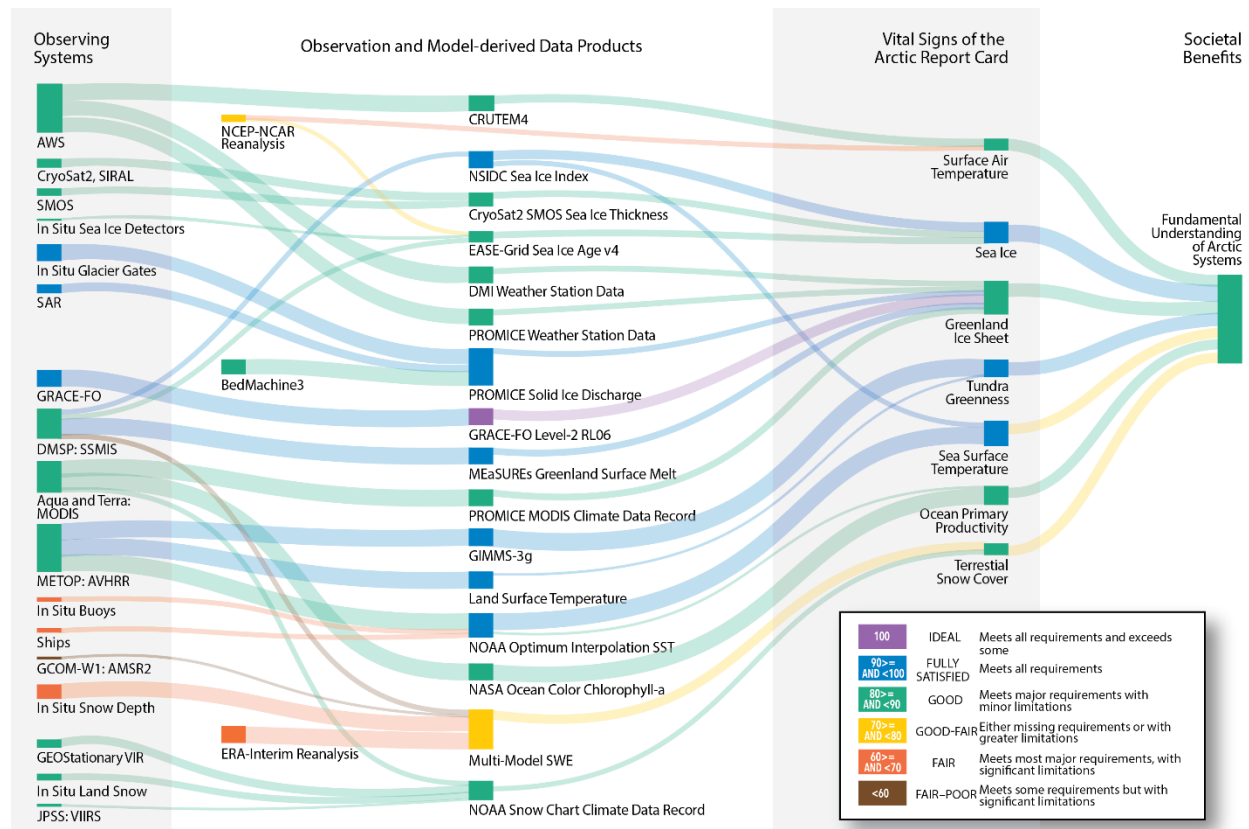 Observing
Systems
Observation and Model-derived Data Products
Vital Signs of the
Arctic Report Card
Societal
Benefits
AWS
CryoSat2, SIRAL
SMOS
In Situ Sea Ice Detectors
In Situ Glacier Gates
SAR
GRACE-FO
DMSP: SSMIS
Aqua and Terra:
MODIS
METOP: AVHRR
In Situ Buoys
Ships
GCOM-W1: AMSR2
In Situ Snow Depth
GEOStationary VIR
In Situ Land Snow
JPSS: VIIRS
NCEP-NCAR
Reanalysis
BedMachine3
ERA-Interim Reanalysis
CRUTEM4
NSIDC Sea Ice Index
CryoSat2 SMOS Sea Ice Thickness
EASE-Grid Sea Ice Age v4
DMI Weather Station Data
PROMICE Weather Station Data
PROMICE Solid Ice Discharge
GRACE-FO Level-2 RL06
MEaSUREs Greenland Surface Melt
PROMICE MODIS Climate Data Record
GIMMS-3g
Land Surface Temperature
NOAA Optimum Interpolation SST
NASA Ocean Color Chlorophyll-a
Multi-Model SWE
NOAA Snow Chart Climate Data Record
Surface Air
Temperature
Sea Ice
Greenland
Ice Sheet
Tundra
Greenness
Sea Surface
Temperature
Ocean Primary
Productivity
Terrestial
Snow Cover
Fundamental
Understanding
of Arctic
Systems
100 IDEAL Meets all requirements and exceeds
some
90>=
AND <100
FULLY
SATISFIED
Meets all requirements
80>=
AND <90
GOOD
Meets major requirements with
minor limitations
70>=
AND <80
GOOD-FAIR
Either missing requirements or with
greater limitations
60>=
AND <70
FAIR
Meets most major requirements, with
significant limitations
<60
FAIR–POOR
Meets some requirements but with
significant limitations